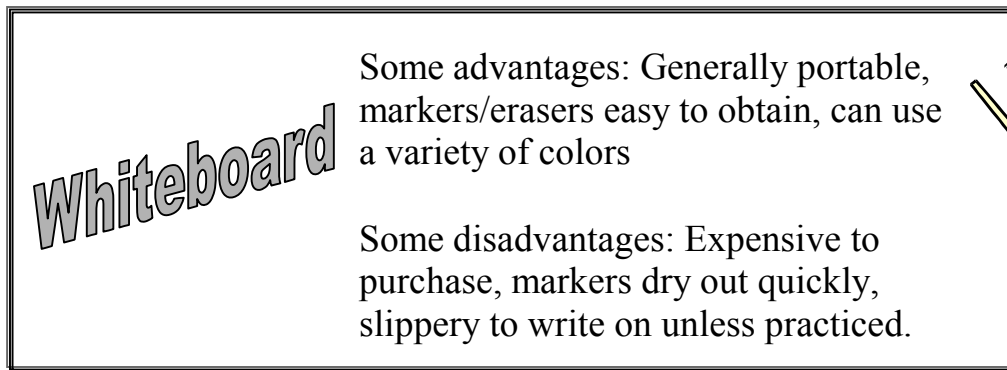 Whiteboard
Some advantages: Generally portable,
markers/erasers easy to obtain, can use
a variety of colors
Some disadvantages: Expensive to
purchase, markers dry out quickly,
slippery to write on unless practiced.